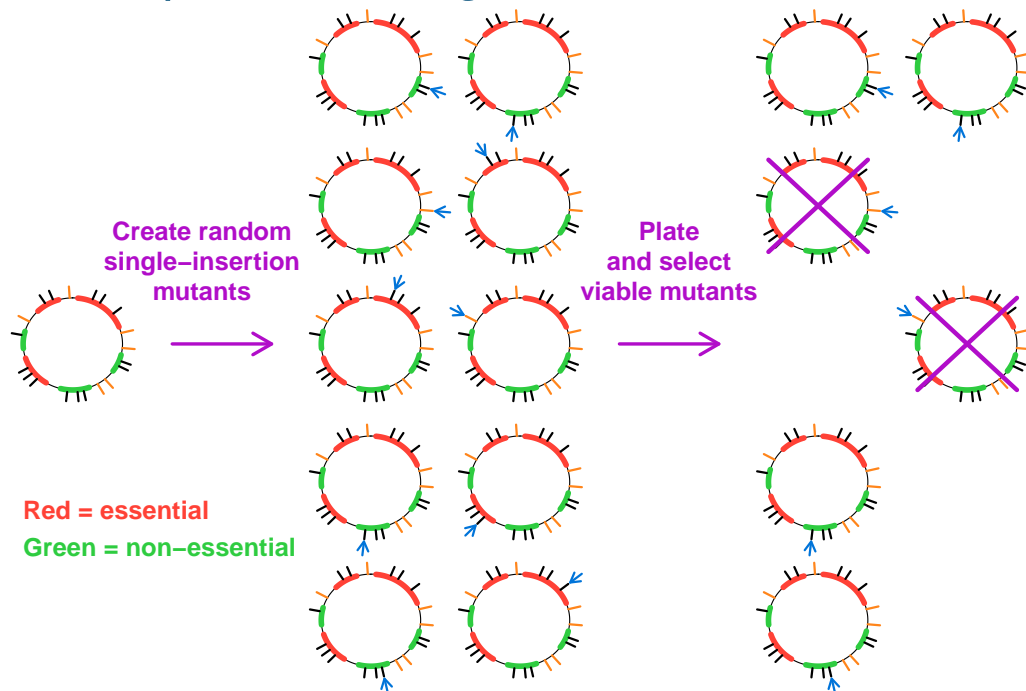 Create random
single−insertion
mutants
Plate
and select
viable mutants
Red = essential
Green = non−essential